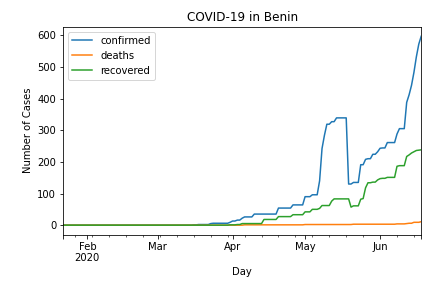 COVID-19 in Benin
confirmed
deaths
recovered
Number of Cases
600
500
400
300
200
100
0
Feb
2020
Mar
Apr
May
Jun
Day